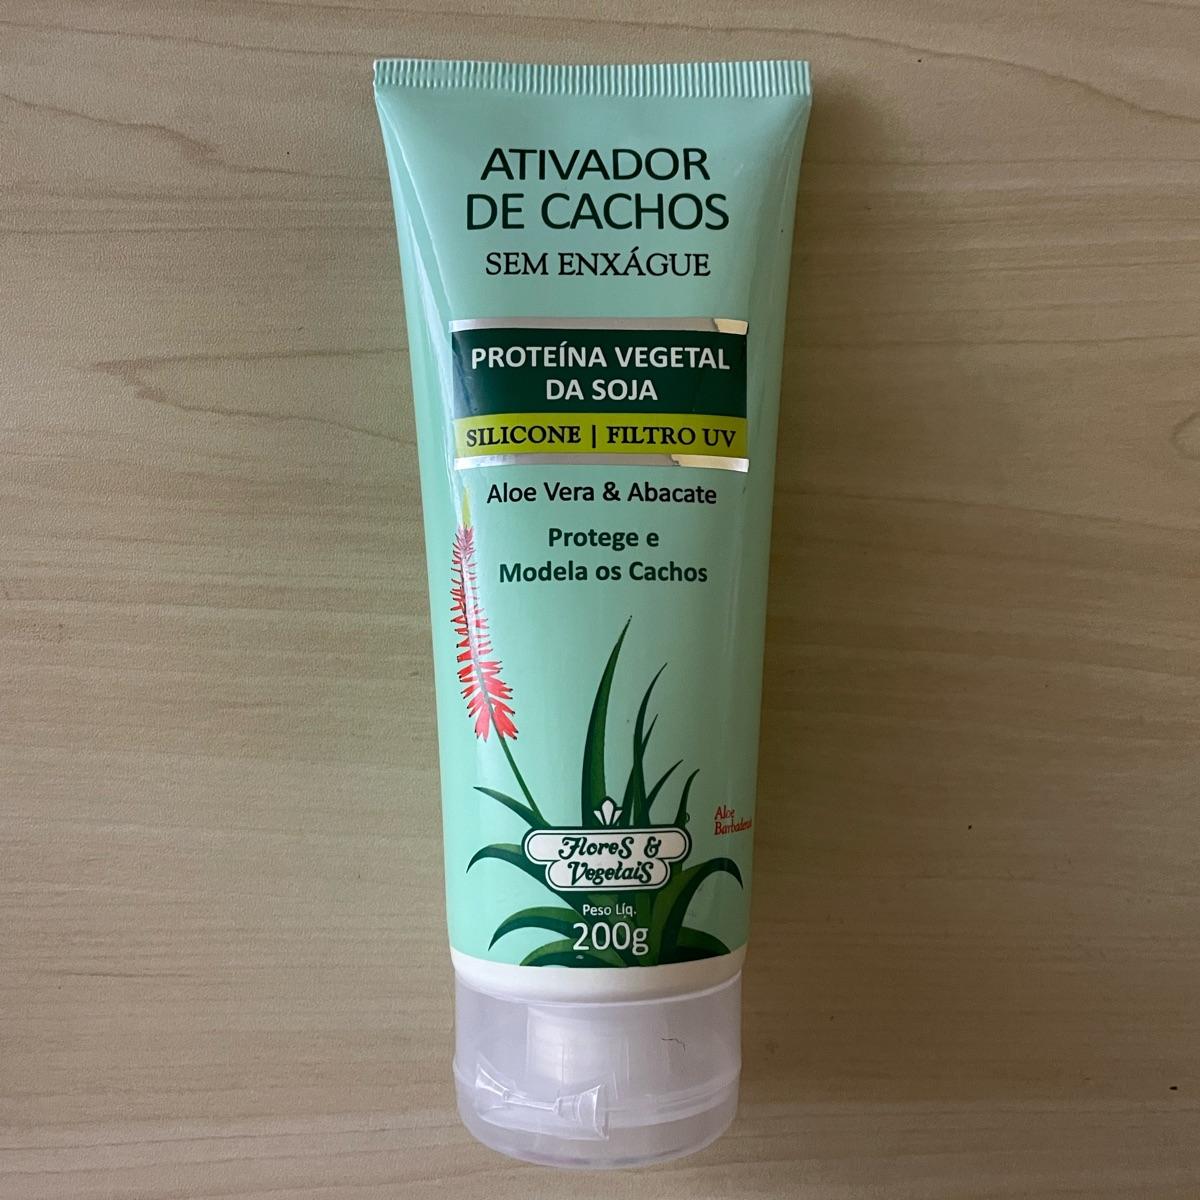 ATIVADOR
DE CACHOS
SEM ENXÁGUE
PROTEÍNA VEGETAL
DA SOJA
SILICONE | FILTRO UV
Aloe Vera & Abacate
Protege e
Modela os Cachos
Aloe
Flores &
Vegetais
Peso Líq.
200g